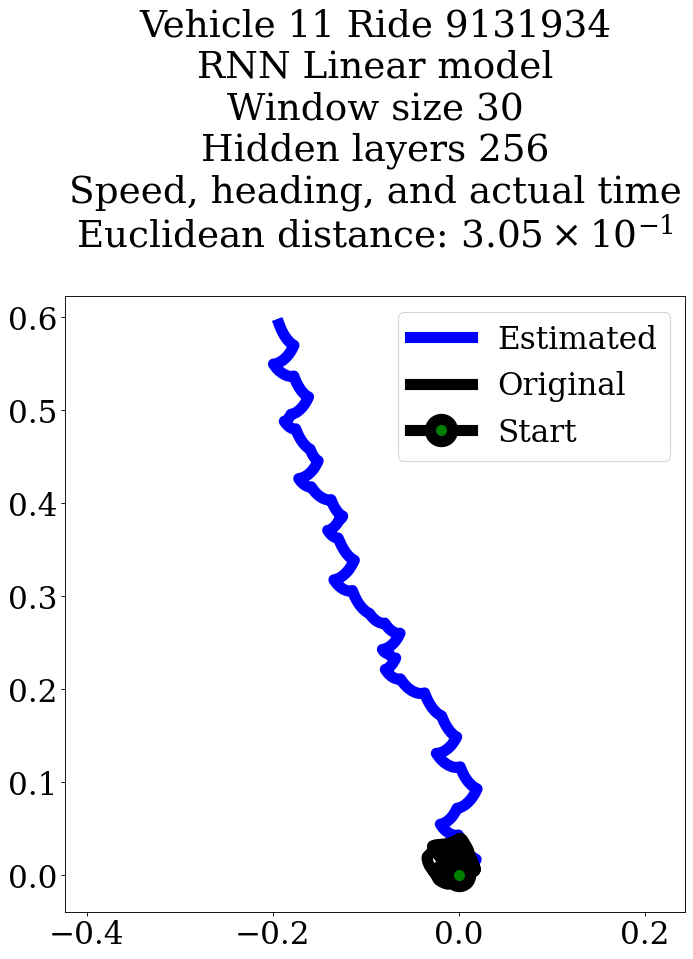 Vehicle 11 Ride 9131934
RNN Linear model
Window size 30
Hidden layers 256
Speed, heading, and actual time
Euclidean distance: 3.05 × 10⁻¹
Estimated
Original
Start
0.6
0.5
0.4
0.3
0.2
0.1
0.0
−0.4
−0.2
0.0
0.2